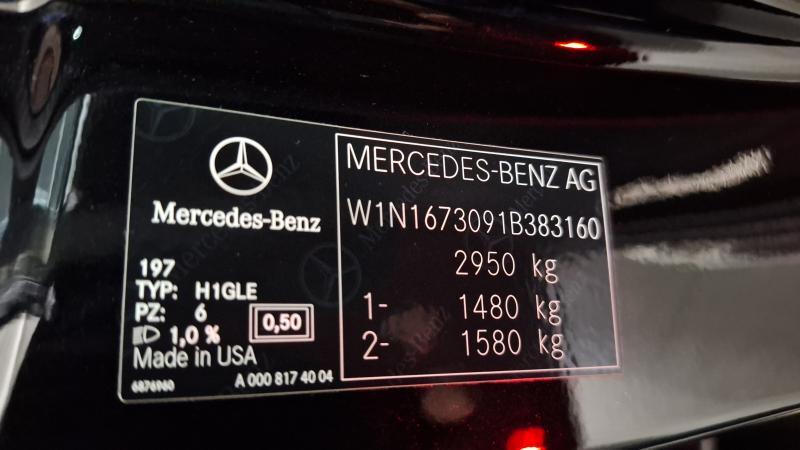 Mercedes-Benz
197
TYP: H1GLE
PZ: 6
1,0 %
0,50
Made in USA
6876960
A 000 817 40 04
MERCEDES-BENZ AG
W1N1673091B383160
2950 kg
1- 1480 kg
2- 1580 kg